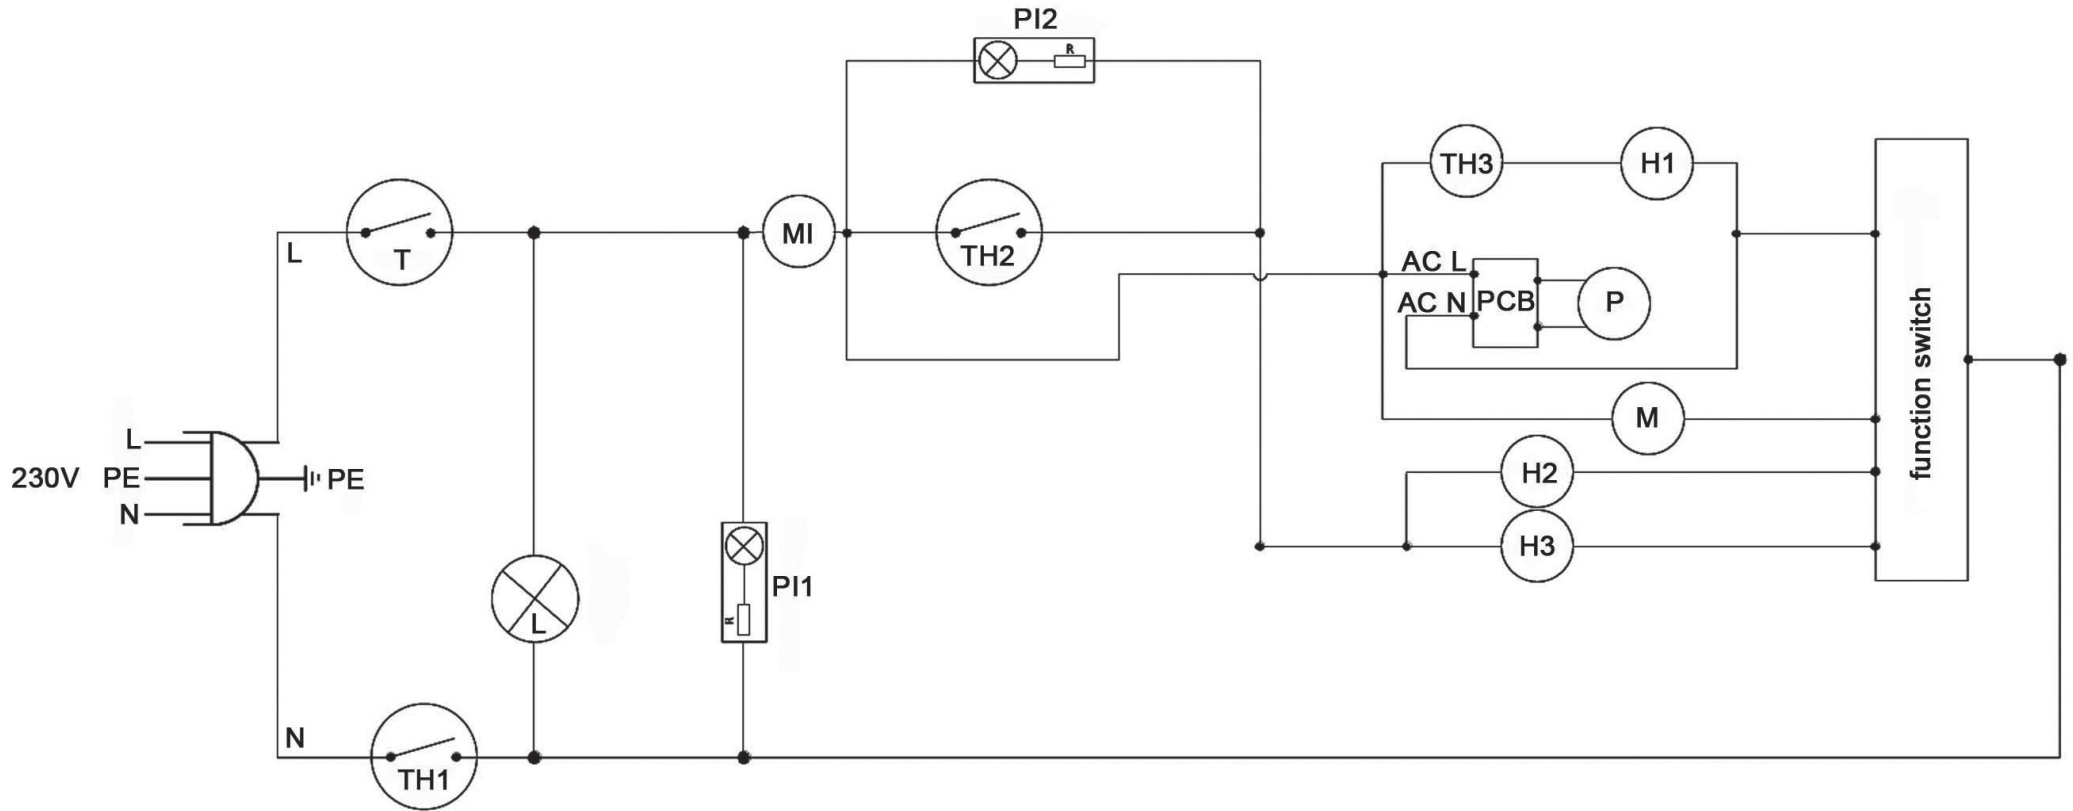 PI2
R
TH3
H1
L
T
MI
TH2
AC L
AC N
PCB
P
function switch
M
L
230V PE
PE
N
H2
H3
PI1
R
L
N
TH1